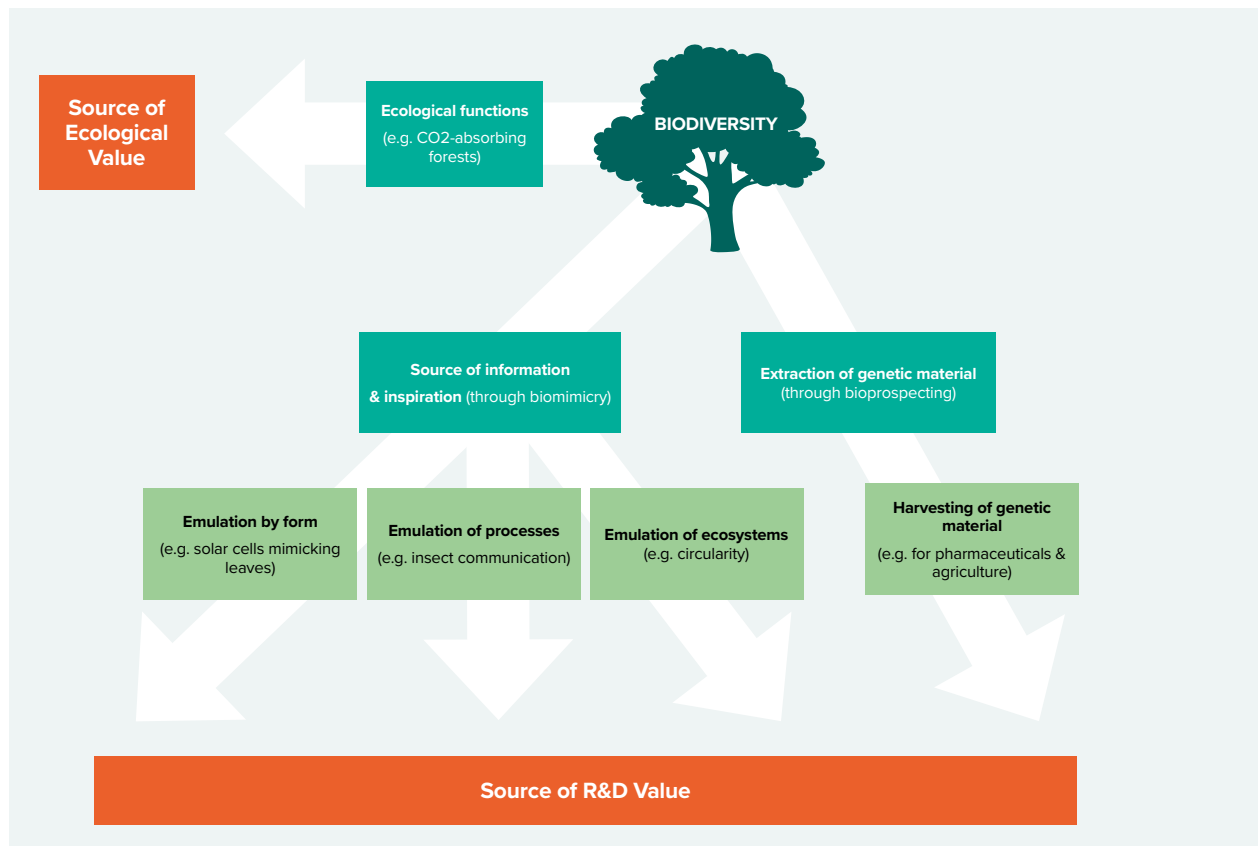 Source of
Ecological
Value
Ecological functions
(e.g. CO2-absorbing
forests)
BIODIVERSITY
Source of information
& inspiration (through biomimicry)
Extraction of genetic material
(through bioprospecting)
Emulation by form
(e.g. solar cells mimicking
leaves)
Emulation of processes
(e.g. insect communication)
Emulation of ecosystems
(e.g. circularity)
Harvesting of genetic
material
(e.g. for pharmaceuticals &
agriculture)
Source of R&D Value